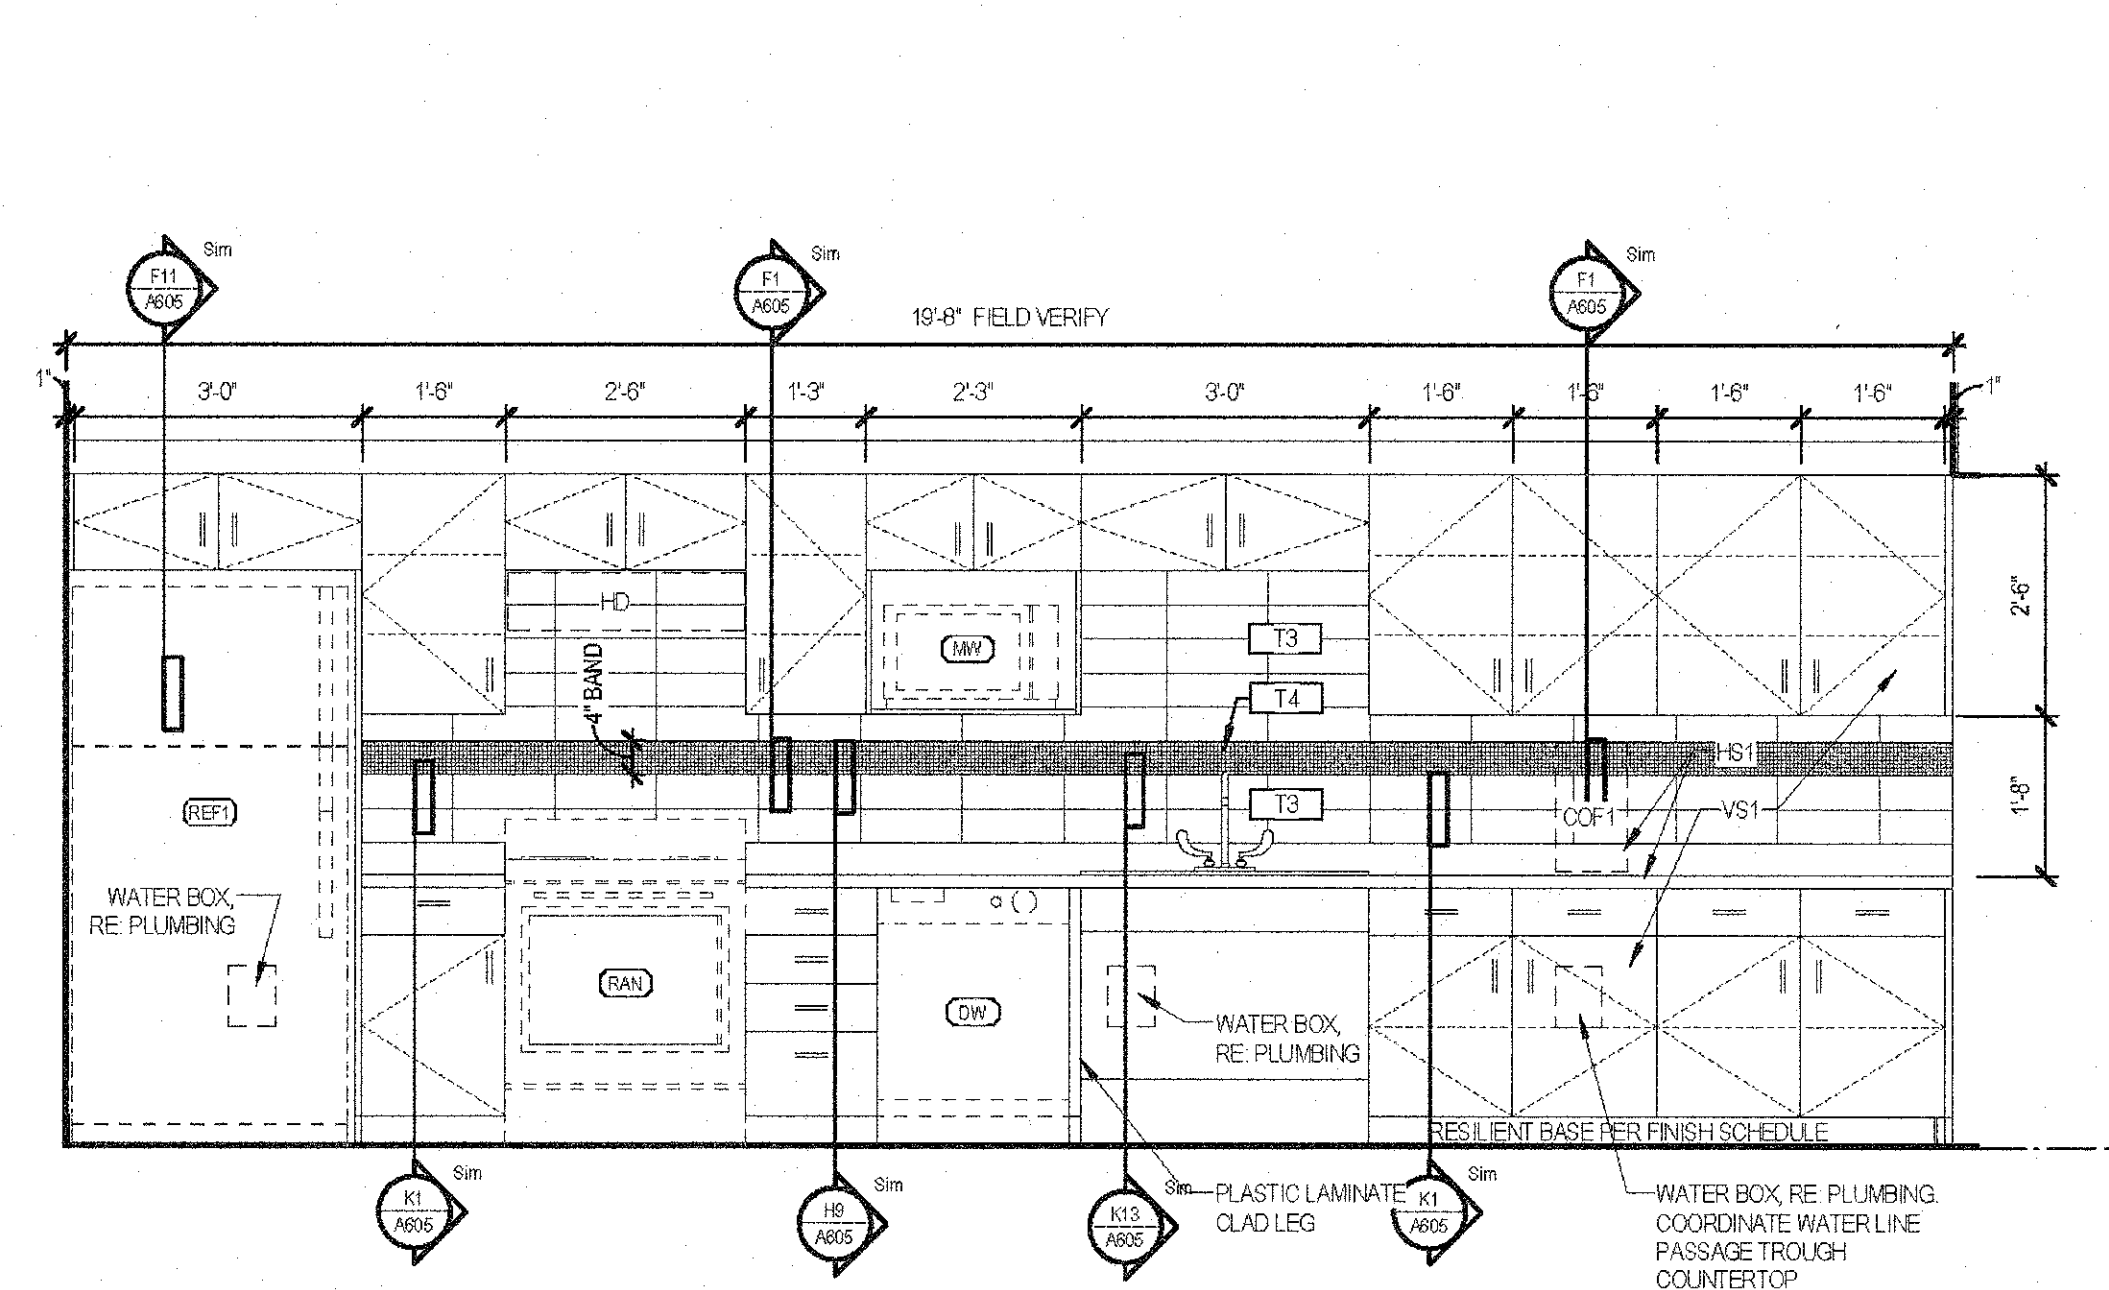 Sim
F11
A605
Sim
F1
A605
Sim
F1
A605
19'-8" FIELD VERIFY
1"
3'-0"
1'-6"
2'-6"
1'-3"
2'-3"
3'-0"
1'-6"
1'-6"
1'-6"
1'-6"
1"
HD
2'-6"
MW
T3
4" BAND
T4
HS1
REF1
T3
COF1
VS1
1'-8"
WATER BOX,
RE: PLUMBING
RAN
DW
WATER BOX,
RE: PLUMBING
RESILIENT BASE PER FINISH SCHEDULE
Sim
K1
A605
Sim
H9
A605
Sim
K13
A605
PLASTIC LAMINATE
CLAD LEG
Sim
K1
A605
WATER BOX, RE: PLUMBING.
COORDINATE WATER LINE
PASSAGE TROUGH
COUNTERTOP